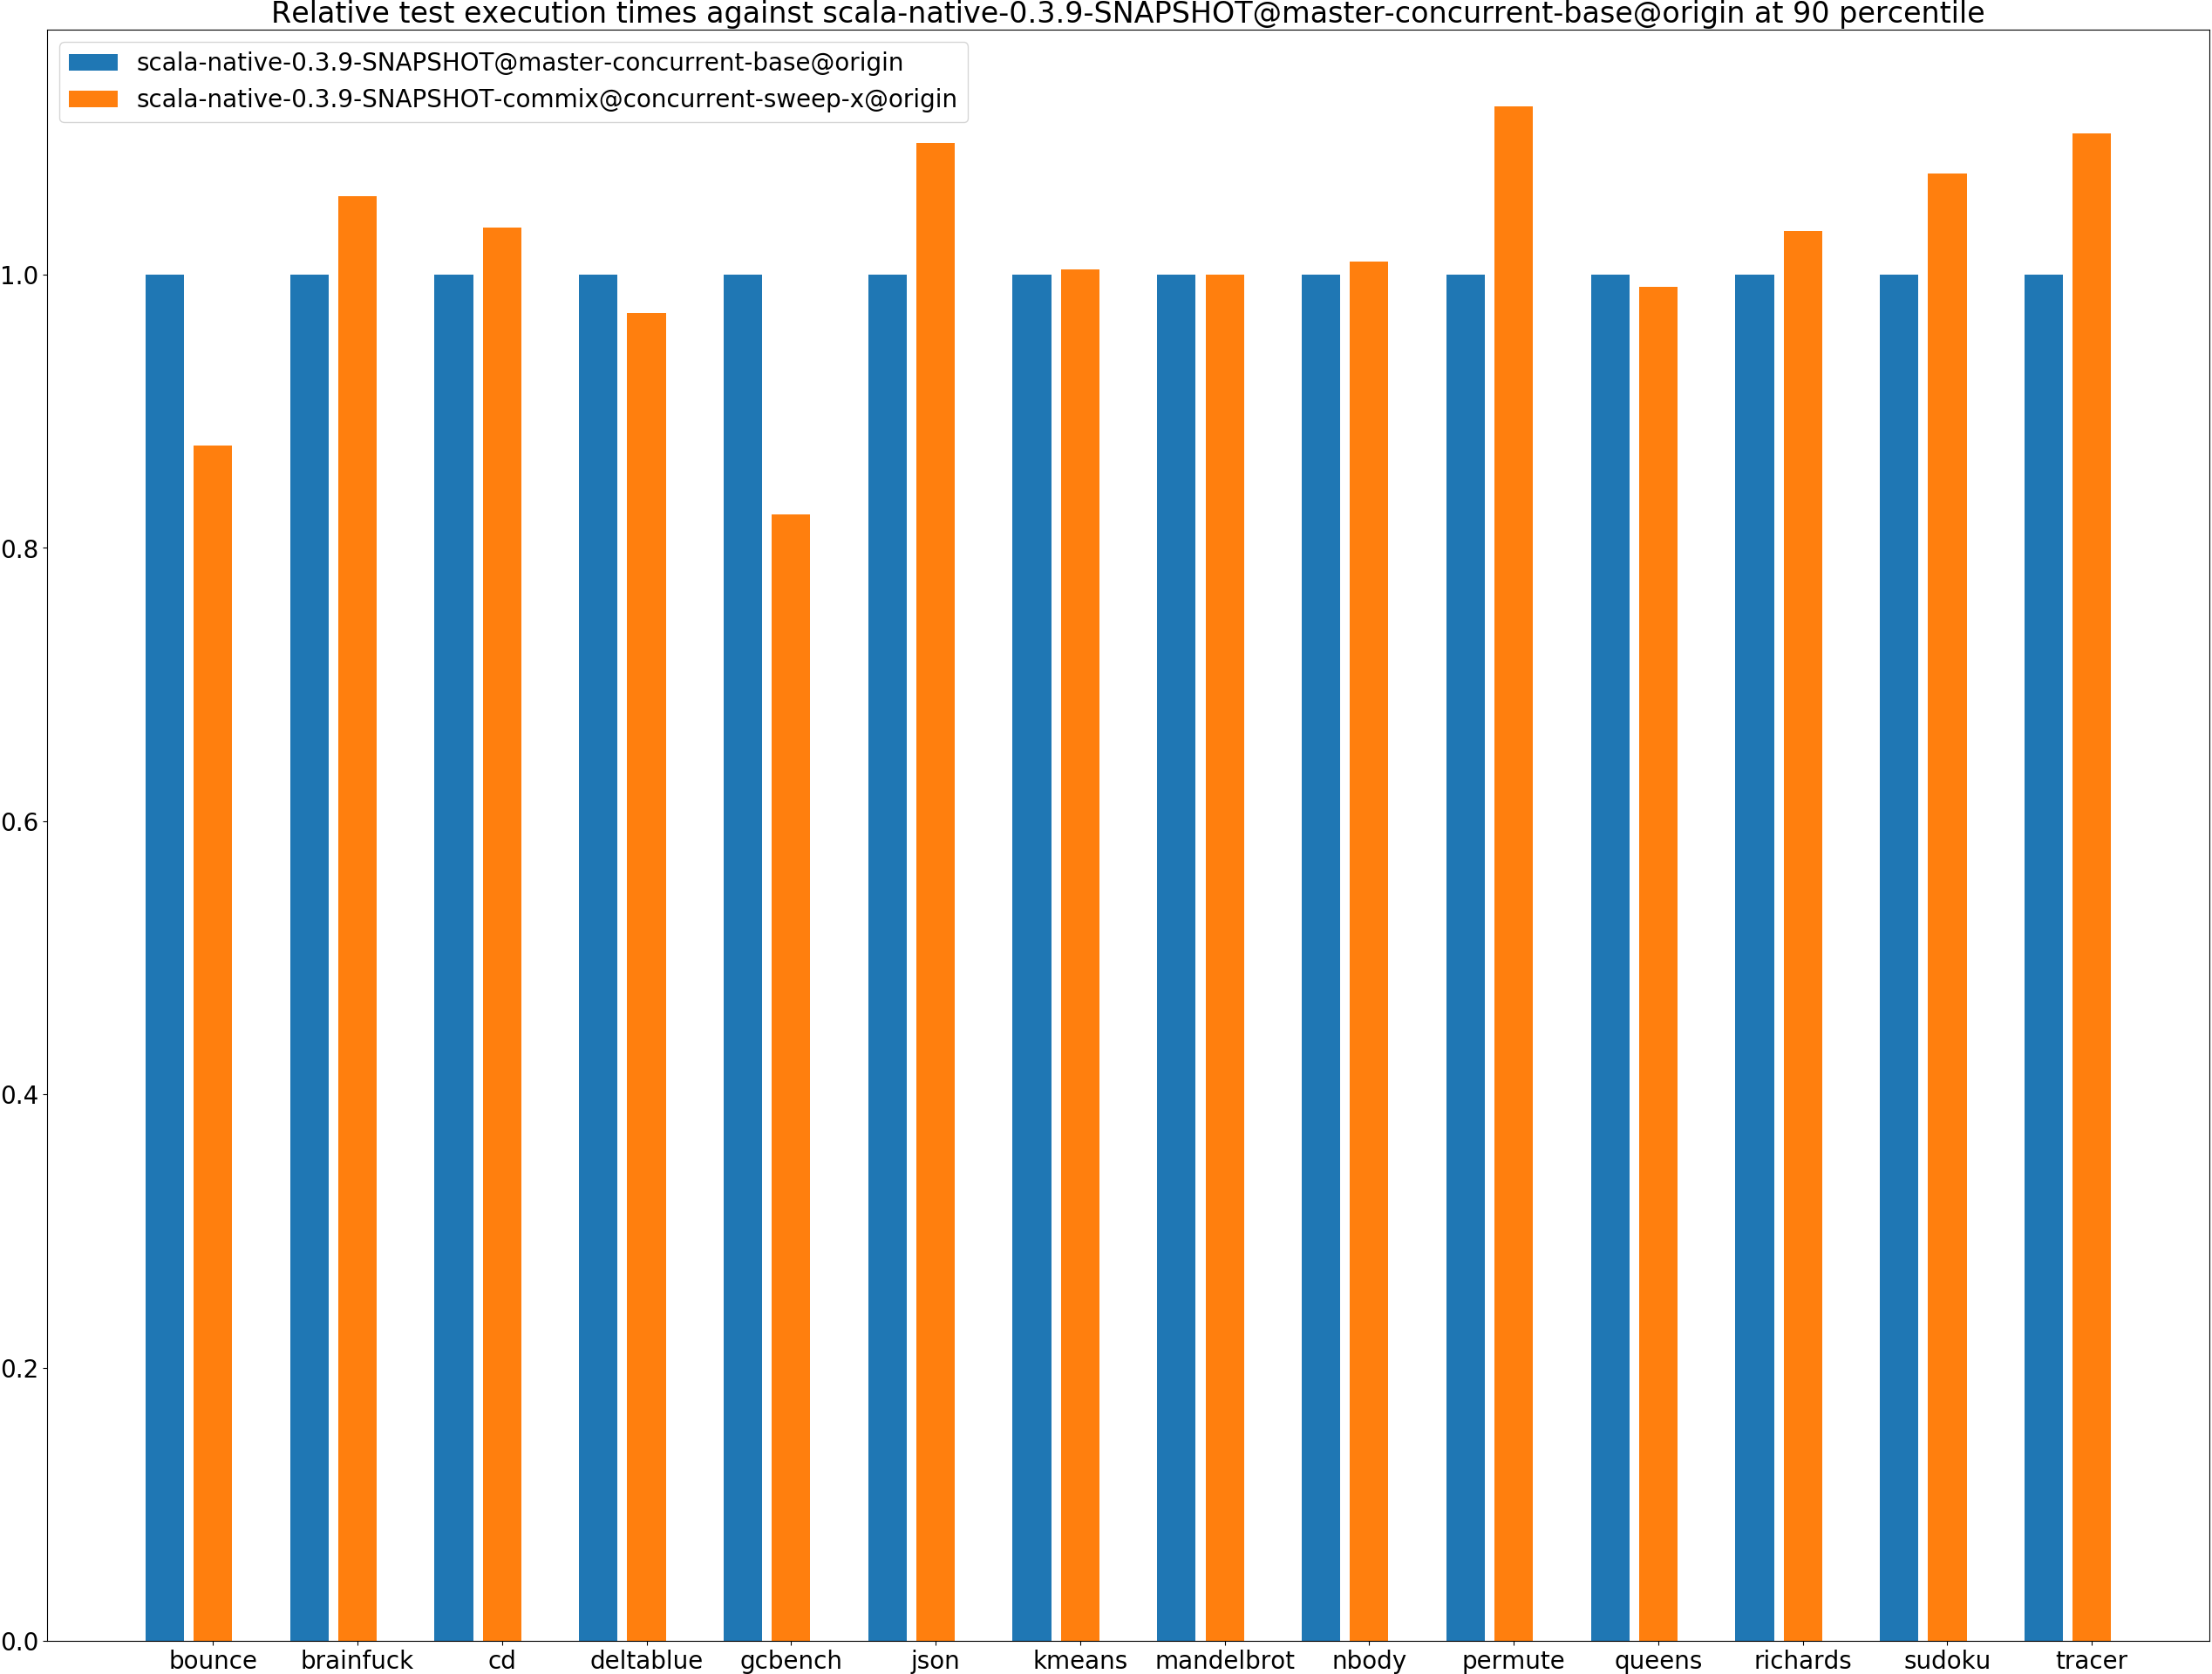 Relative test execution times against scala-native-0.3.9-SNAPSHOT@master-concurrent-base@origin at 90 percentile
scala-native-0.3.9-SNAPSHOT@master-concurrent-base@origin
scala-native-0.3.9-SNAPSHOT-commix@concurrent-sweep-x@origin
1.0
0.8
0.6
0.4
0.2
0.0
bounce brainfuck cd deltablue gcbench json kmeans mandelbrot nbody permute queens richards sudoku tracer